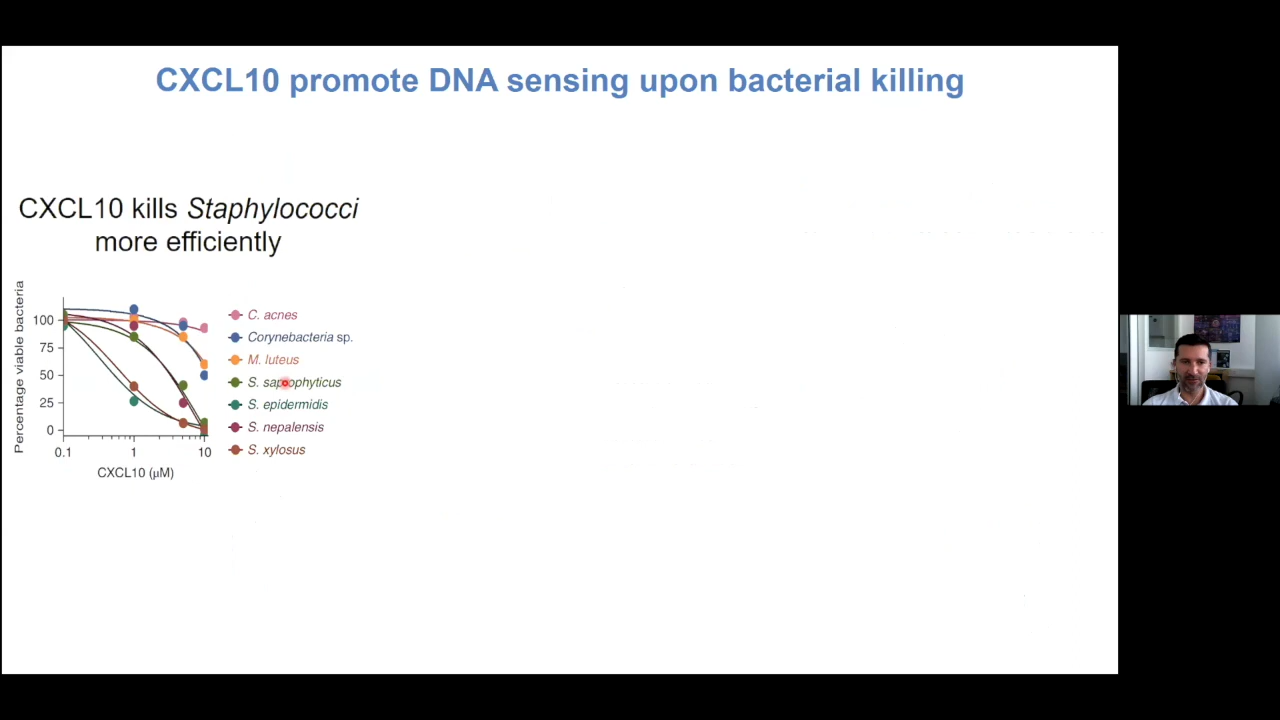 CXCL10 promote DNA sensing upon bacterial killing
CXCL10 kills Staphylococci
more efficiently
Percentage viable bacteria
100
75
50
25
0
0.1 1 10
CXCL10 (μM)
C. acnes
Corynebacteria sp.
M. luteus
S. saprophyticus
S. epidermidis
S. nepalensis
S. xylosus